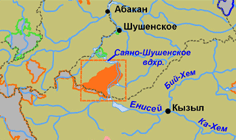 Абакан
Шушенское
Саяно-Шушенское
вдхр.
Бий-Хем
Енисей
Кызыл
Ка-Хем